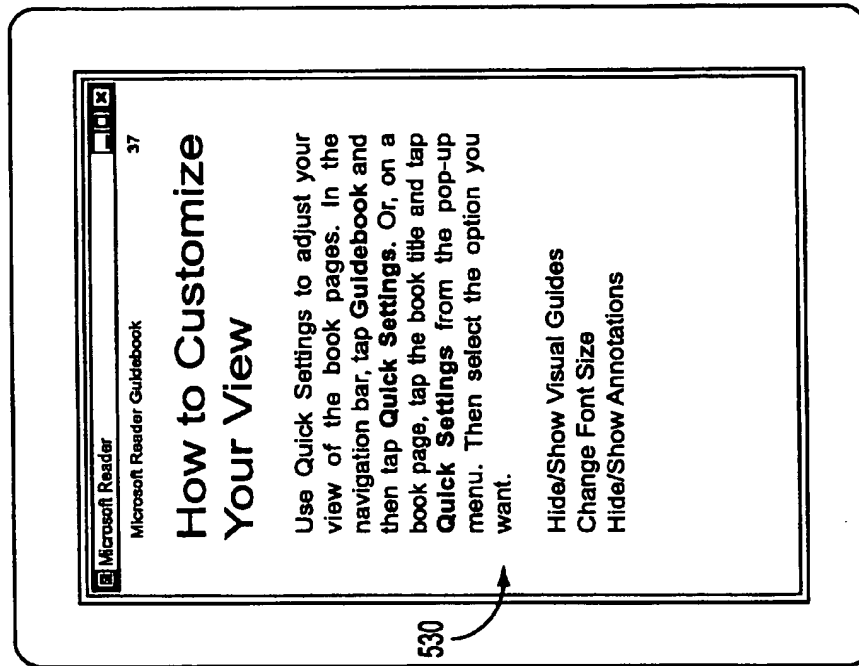 Microsoft Reader
Microsoft Reader Guidebook 37
How to Customize
Your View
Use Quick Settings to adjust your
view of the book pages. In the
navigation bar, tap Guidebook and
then tap Quick Settings. Or, on a
book page, tap the book title and tap
Quick Settings from the pop-up
menu. Then select the option you
want.
Hide/Show Visual Guides
Change Font Size
Hide/Show Annotations
530